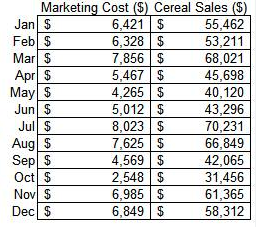 Marketing Cost ($) Cereal Sales ($)
Jan $ 6,421 $ 55,462
Feb $ 6,328 $ 53,211
Mar $ 7,856 $ 68,021
Apr $ 5,467 $ 45,698
May $ 4,265 $ 40,120
Jun $ 5,012 $ 43,296
Jul $ 8,023 $ 70,231
Aug $ 7,625 $ 66,849
Sep $ 4,569 $ 42,065
Oct $ 2,548 $ 31,456
Nov $ 6,985 $ 61,365
Dec $ 6,849 $ 58,312